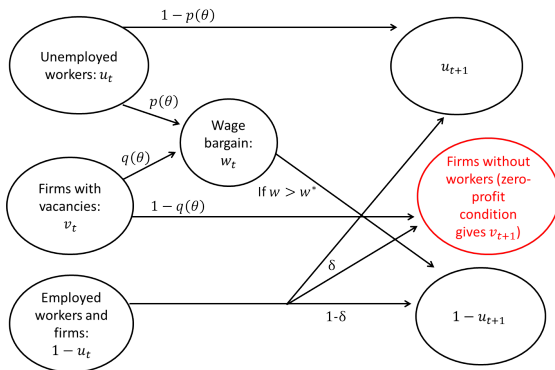 1 − p(θ)
Unemployed
workers: u_t
u_{t+1}
p(θ)
Wage
bargain:
w_t
q(θ)
Firms with
vacancies:
v_t
If w > w*
1 − q(θ)
Firms without
workers (zero-
profit
condition
gives v_{t+1})
δ
Employed
workers and
firms:
1 − u_t
1-δ
1 − u_{t+1}